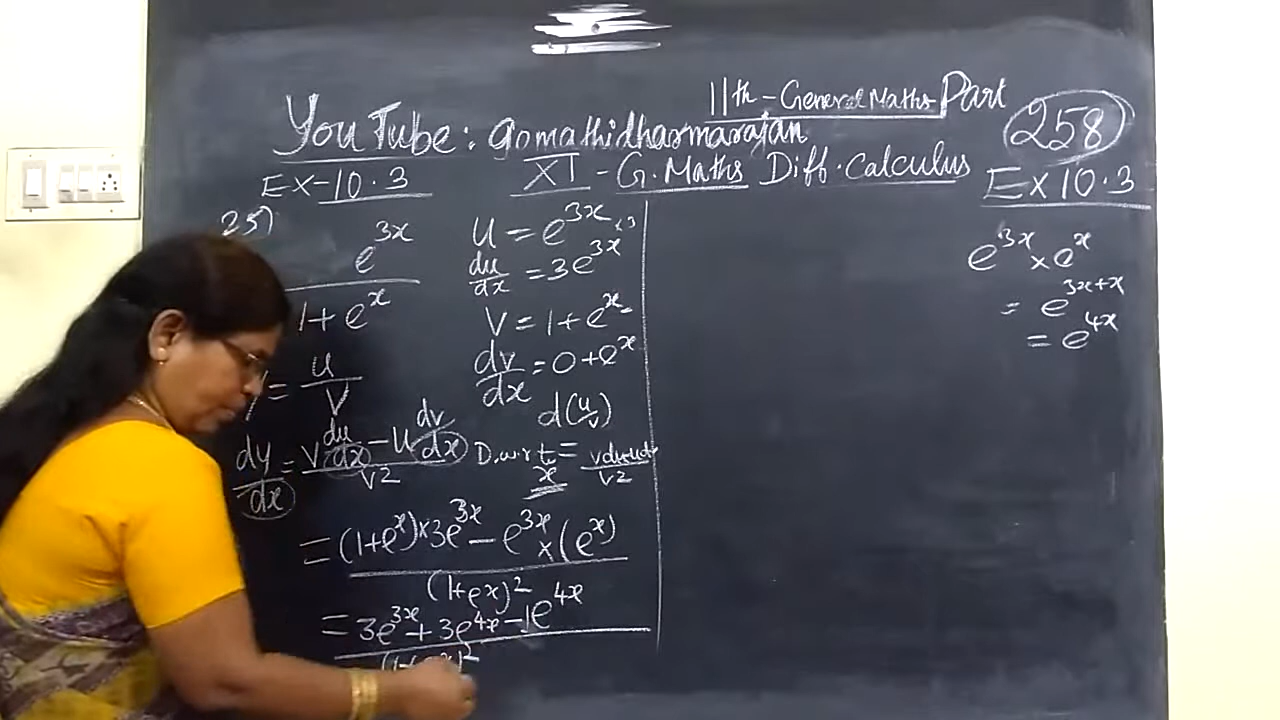 11th - General Maths Part
YouTube: gomathidharmarajan
258
EX-10.3
XI - G.Maths Diff.calculus
Ex 10.3
25)
e^3x
1+e^x
= u/v
dy/dx = (v du/dx - u dv/dx)/v2
= ((1+e^x)×3e^3x - e^3x×(e^x))/(1+ex)^2
= (3e^3x + 3e^4x - 1e^4x)/
u = e^3x ×3
du/dx = 3e^3x
v = 1+e^x
dv/dx = 0+e^x
d(u/v)
D.w.r.t x = vdu-udv/v2
e^3x × e^x
= e^3x+x
= e^4x